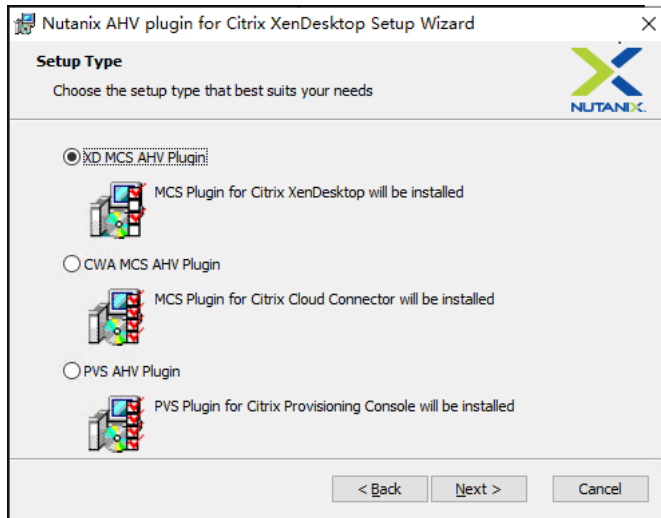 Nutanix AHV plugin for Citrix XenDesktop Setup Wizard
Setup Type
Choose the setup type that best suits your needs
NUTANIX.
XD MCS AHV Plugin
MCS Plugin for Citrix XenDesktop will be installed
CWA MCS AHV Plugin
MCS Plugin for Citrix Cloud Connector will be installed
PVS AHV Plugin
PVS Plugin for Citrix Provisioning Console will be installed
< Back Next > Cancel